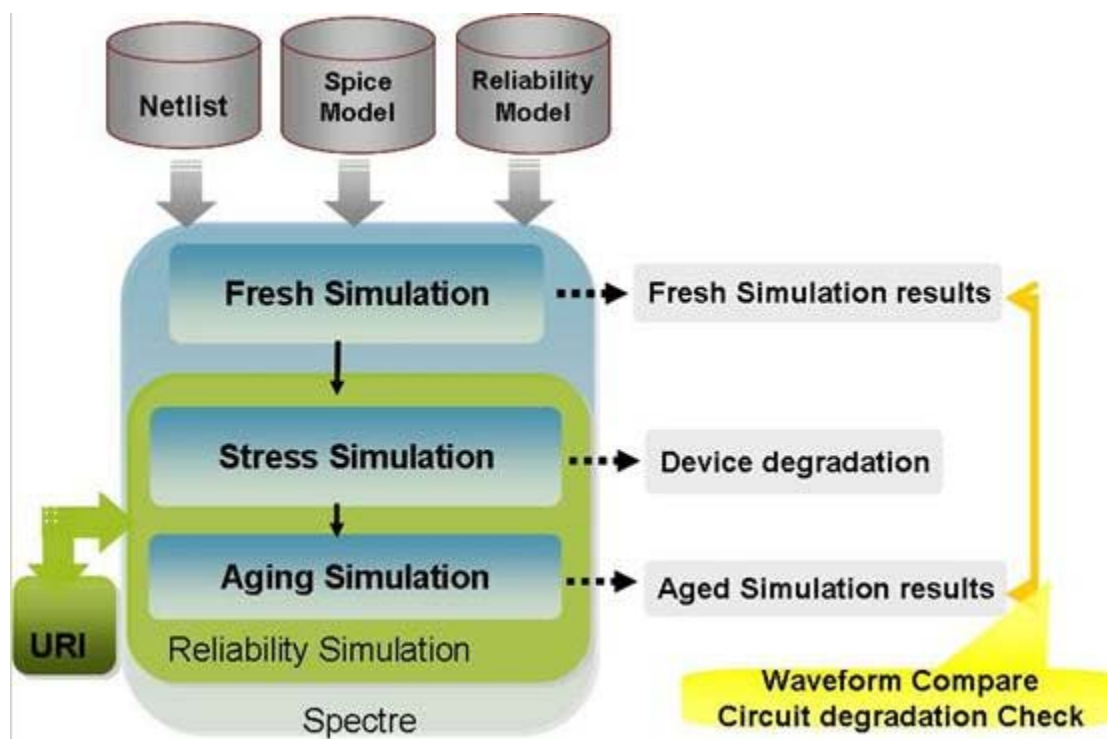 Netlist
Spice
Model
Reliability
Model
Fresh Simulation
Fresh Simulation results
Stress Simulation
Device degradation
Aging Simulation
Aged Simulation results
URI
Reliability Simulation
Spectre
Waveform Compare
Circuit degradation Check